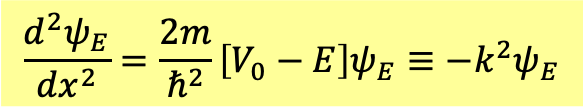 d²ψ_E/dx² = 2m/ħ² [V₀ − E]ψ_E ≡ −k²ψ_E